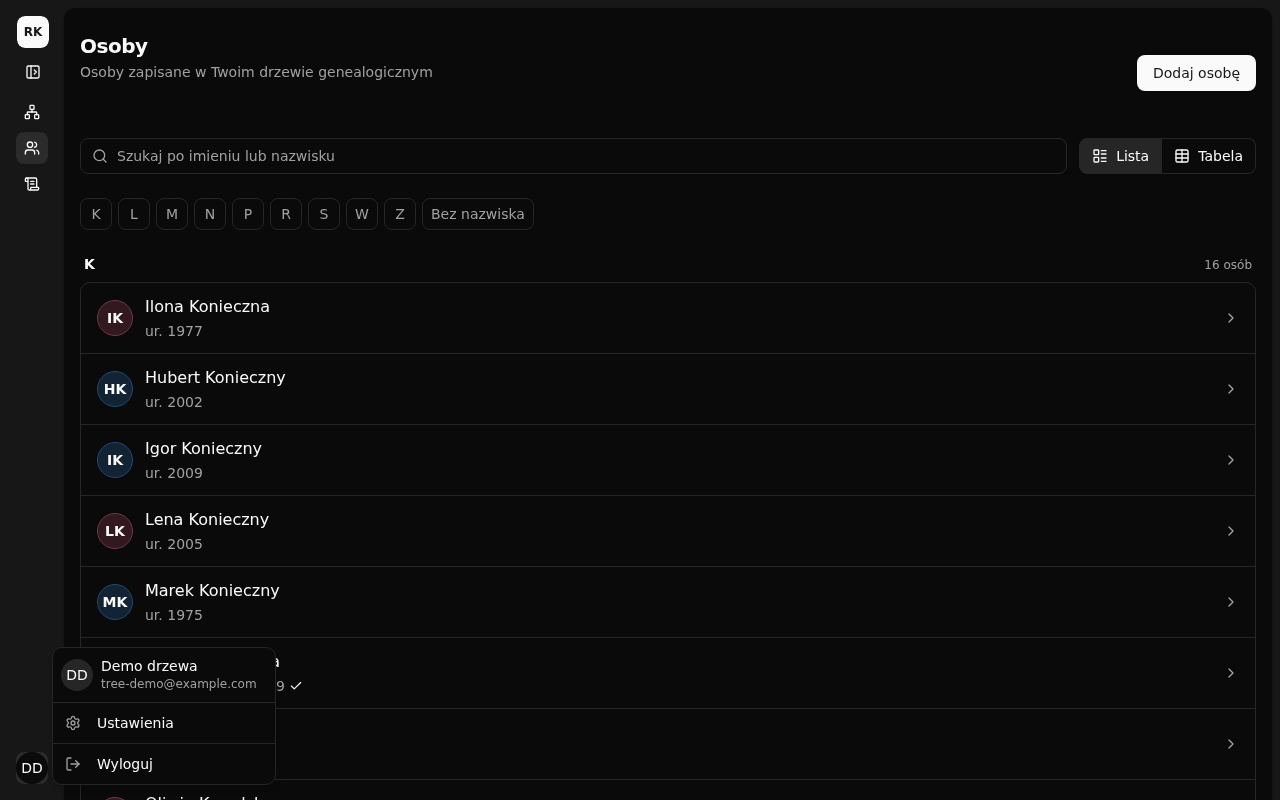 RK
Osoby
Osoby zapisane w Twoim drzewie genealogicznym
Dodaj osobę
Szukaj po imieniu lub nazwisku
Lista
Tabela
K
L
M
N
P
R
S
W
Z
Bez nazwiska
K
16 osób
IK
Ilona Konieczna
ur. 1977
HK
Hubert Konieczny
ur. 2002
IK
Igor Konieczny
ur. 2009
LK
Lena Konieczny
ur. 2005
MK
Marek Konieczny
ur. 1975
DD
Demo drzewa
tree-demo@example.com
Ustawienia
Wyloguj
DD